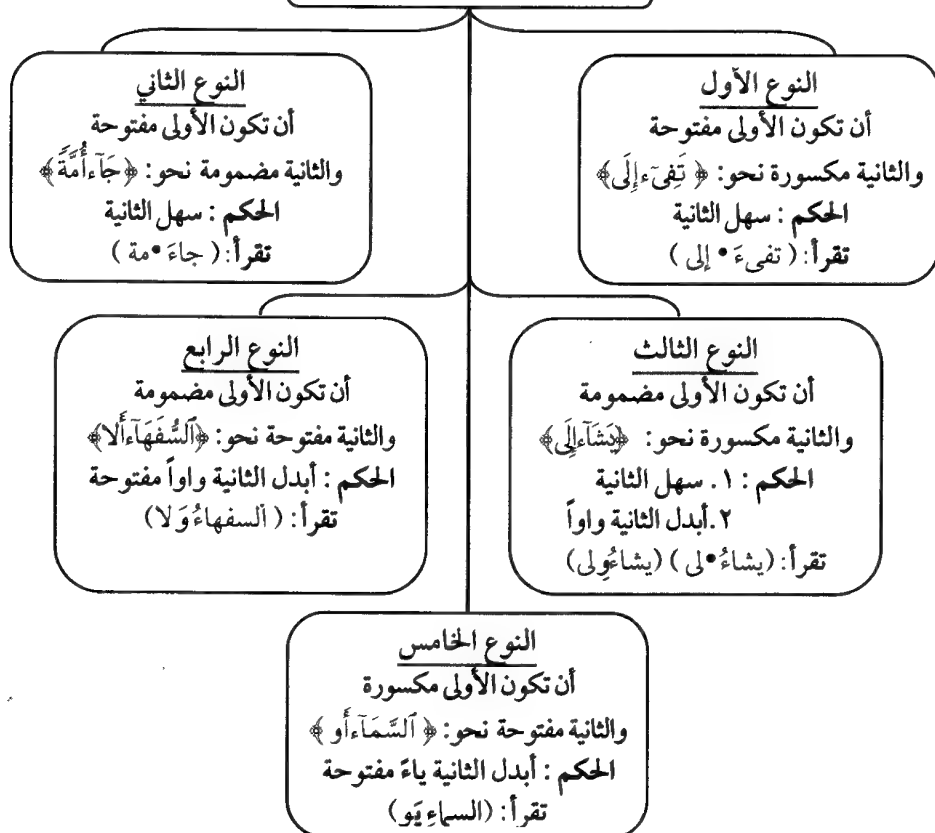 النوع الأول
أن تكون الأولى مفتوحة
والثانية مكسورة نحو: ﴿ تَفِىٓءَ إِلَىٰ﴾
الحكم : سهل الثانية
تقرأ: ( تفىءَ • إلى )
النوع الثاني
أن تكون الأولى مفتوحة
والثانية مضمومة نحو: ﴿جَآءَ أُمَّةً﴾
الحكم : سهل الثانية
تقرأ: ( جاءَ •مة )
النوع الثالث
أن تكون الأولى مضمومة
والثانية مكسورة نحو: ﴿يَشَآءُ إِلَىٰ﴾
الحكم : ١. سهل الثانية
٢.أبدل الثانية واواً
تقرأ: (يشاءُ•لى ) (يشاءُوِلى)
النوع الرابع
أن تكون الأولى مضمومة
والثانية مفتوحة نحو: ﴿ٱلسُّفَهَآءُ أَلَا﴾
الحكم : أبدل الثانية واواً مفتوحة
تقرأ: ( ألسفهاءُ وَ لا)
النوع الخامس
أن تكون الأولى مكسورة
والثانية مفتوحة نحو: ﴿ ٱلسَّمَآءِ أَو ﴾
الحكم : أبدل الثانية ياءً مفتوحة
تقرأ: (السماءِ يَو)